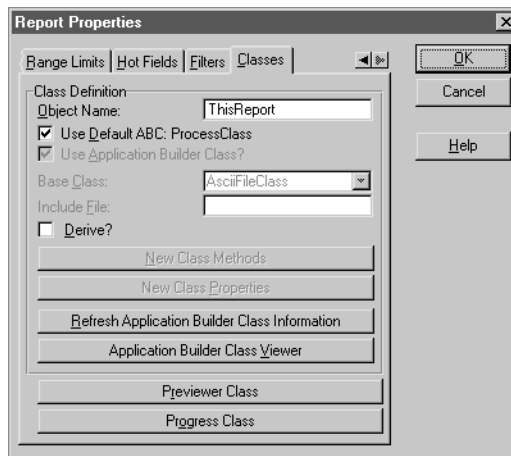 Report Properties
Range Limits Hot Fields Filters Classes
OK
Cancel
Help
Class Definition
Object Name: ThisReport
Use Default ABC: ProcessClass
Use Application Builder Class?
Base Class: AsciiFileClass
Include File:
Derive?
New Class Methods
New Class Properties
Refresh Application Builder Class Information
Application Builder Class Viewer
Previewer Class
Progress Class